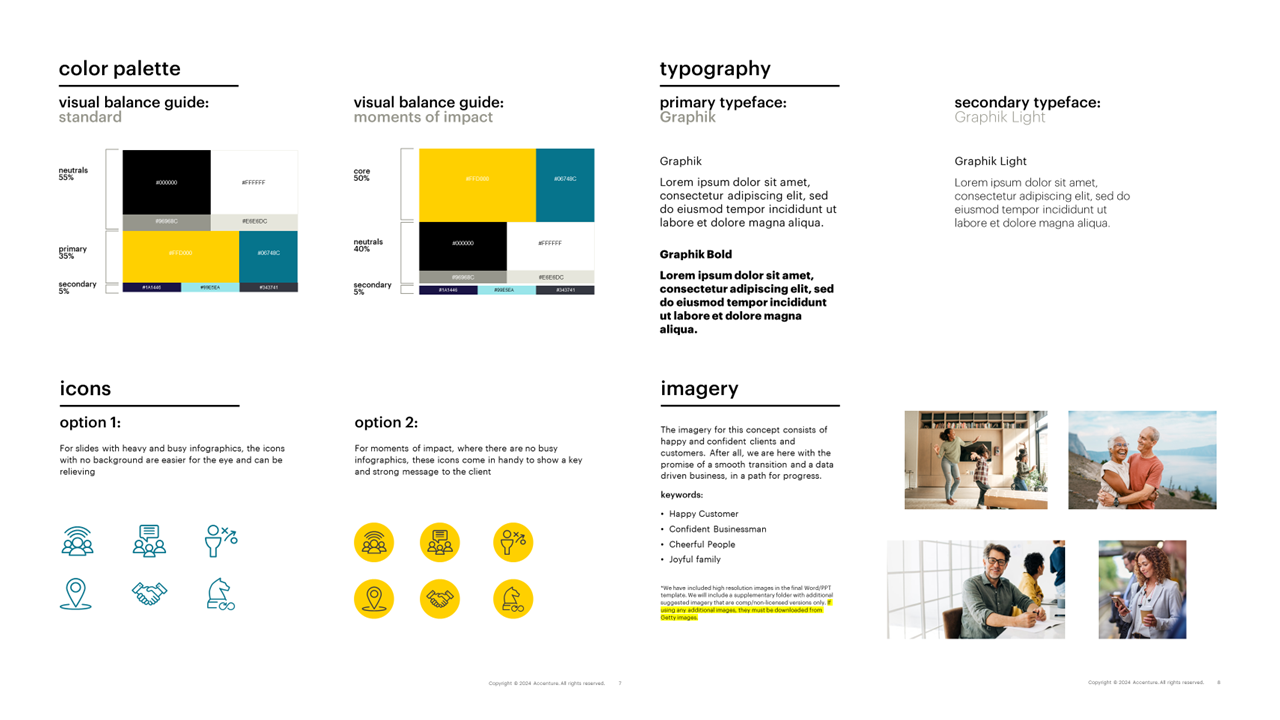 color palette
visual balance guide:
standard
neutrals
55%
#000000
#FFFFFF
#96968C
#E6E6DC
primary
35%
#06748C
secondary
5%
#1A1446
#99E5EA
#343741
visual balance guide:
moments of impact
core
50%
#06748C
neutrals
40%
#000000
#FFFFFF
#96968C
#E6E6DC
secondary
5%
#1A1446
#99E5EA
#343741
typography
primary typeface:
Graphik
Graphik
Lorem ipsum dolor sit amet,
consectetur adipiscing elit, sed
do eiusmod tempor incididunt ut
labore et dolore magna aliqua.
Graphik Bold
Lorem ipsum dolor sit amet,
consectetur adipiscing elit, sed
do eiusmod tempor incididunt
ut labore et dolore magna
aliqua.
secondary typeface:
Graphik Light
Graphik Light
Lorem ipsum dolor sit amet,
consectetur adipiscing elit, sed do
eiusmod tempor incididunt ut
labore et dolore magna aliqua.
icons
option 1:
For slides with heavy and busy infographics, the icons
with no background are easier for the eye and can be
relieving
option 2:
For moments of impact, where there are no busy
infographics, these icons come in handy to show a key
and strong message to the client
Copyright © 2024 Accenture. All rights reserved.
7
imagery
The imagery for this concept consists of
happy and confident clients and
customers. After all, we are here with the
promise of a smooth transition and a data
driven business, in a path for progress.
keywords:
• Happy Customer
• Confident Businessman
• Cheerful People
• Joyful family
*We have included high resolution images in the final Word/PPT
template. We will include a supplementary folder with additional
suggested imagery that are comp/non-licensed versions only. If
using any additional images, they must be downloaded from
Getty images.
Copyright © 2024 Accenture. All rights reserved.
8